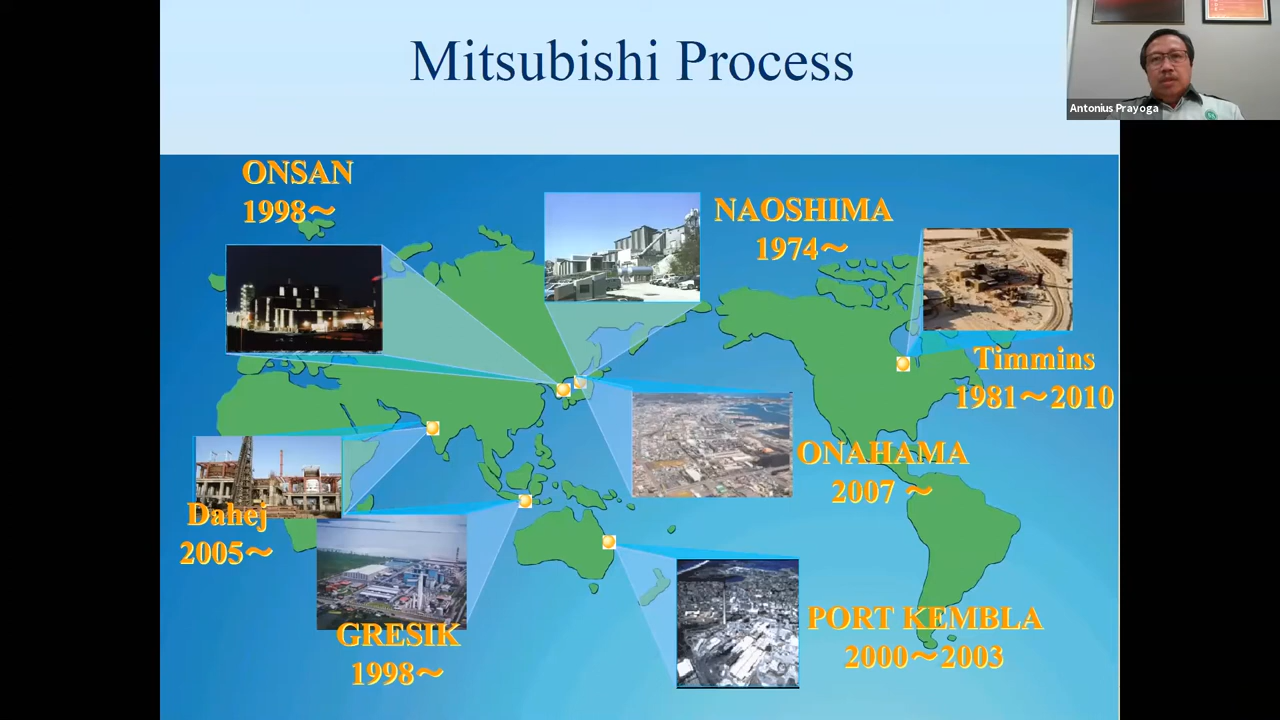 Mitsubishi Process
Antonius Prayoga
ONSAN
1998～
NAOSHIMA
1974～
Timmins
1981～2010
ONAHAMA
2007 ～
Dahej
2005～
GRESIK
1998～
PORT KEMBLA
2000～2003